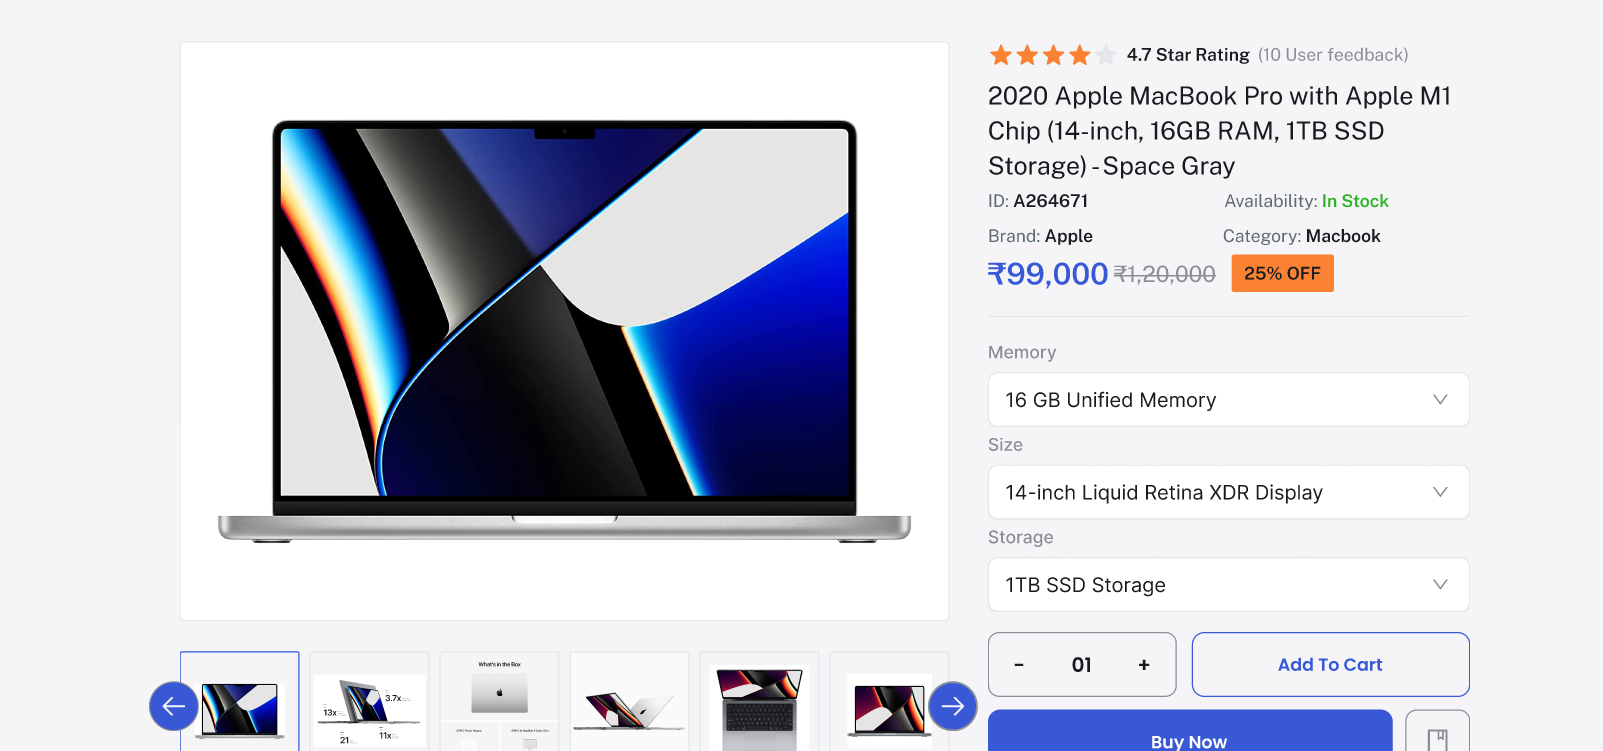 4.7 Star Rating (10 User feedback)
2020 Apple MacBook Pro with Apple M1
Chip (14-inch, 16GB RAM, 1TB SSD
Storage) - Space Gray
ID: A264671 Availability: In Stock
Brand: Apple Category: Macbook
₹99,000 ₹1,20,000 25% OFF
Memory
16 GB Unified Memory
Size
14-inch Liquid Retina XDR Display
Storage
1TB SSD Storage
- 01 + Add To Cart
Buy Now
What's in the Box
3.7x
13x
21
11x